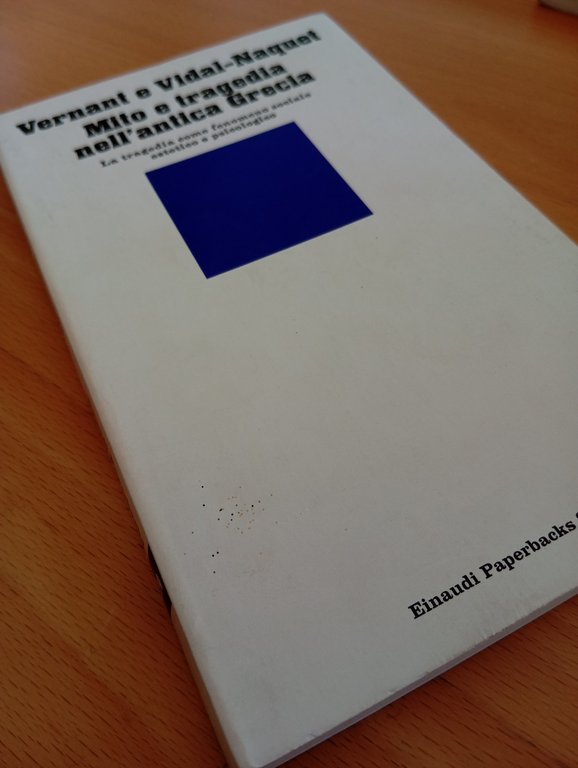 Vernant e Vidal-Naquet
Mito e tragedia
nell'antica Grecia
La tragedia come fenomeno sociale
estetico e psicologico
Einaudi Paperbacks